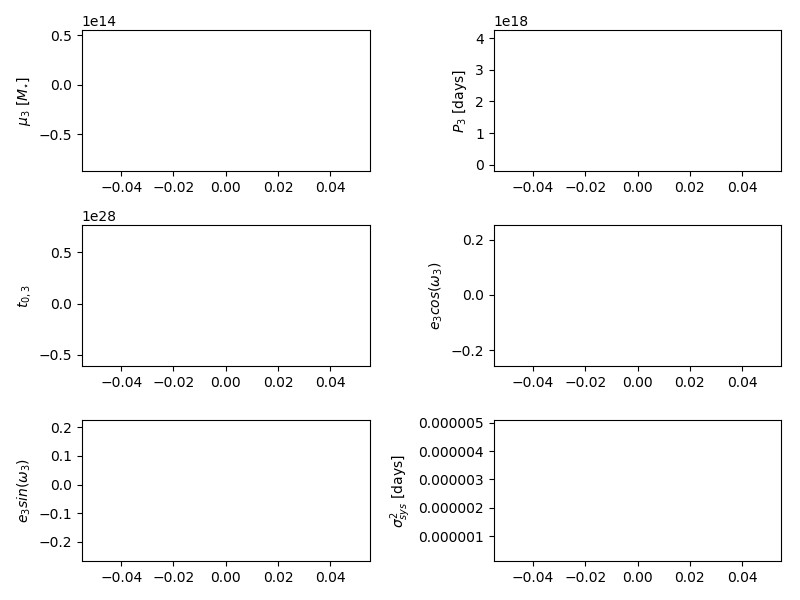 1e14
μ₃ [M⋆]
0.5
0.0
−0.5
−0.04 −0.02 0.00 0.02 0.04
1e18
P₃ [days]
4
3
2
1
0
−0.04 −0.02 0.00 0.02 0.04
1e28
t₀,₃
0.5
0.0
−0.5
−0.04 −0.02 0.00 0.02 0.04
e₃cos(ω₃)
0.2
0.0
−0.2
−0.04 −0.02 0.00 0.02 0.04
e₃sin(ω₃)
0.2
0.1
0.0
−0.1
−0.2
−0.04 −0.02 0.00 0.02 0.04
σ²sys [days]
0.000005
0.000004
0.000003
0.000002
0.000001
−0.04 −0.02 0.00 0.02 0.04